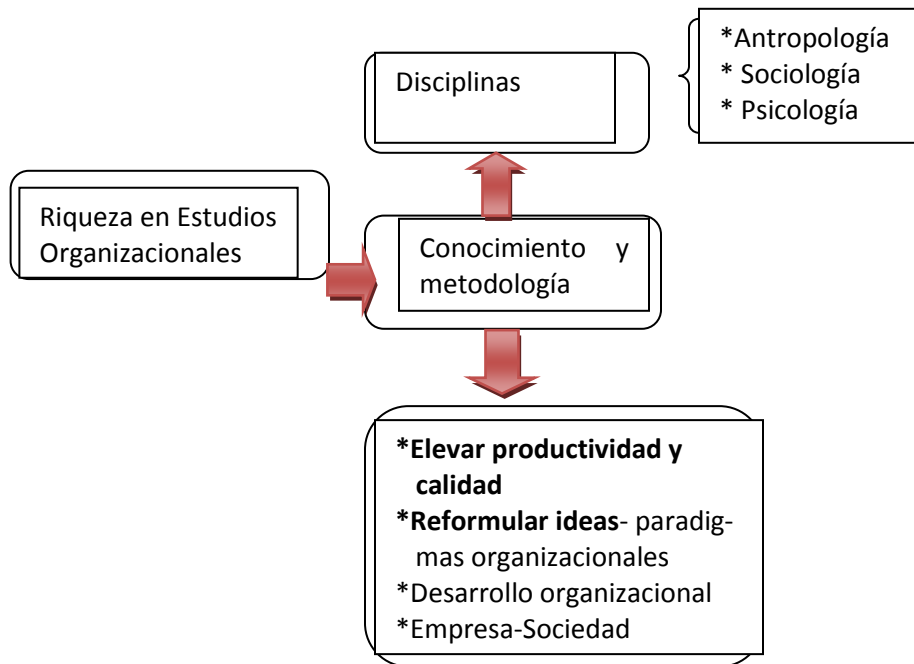 *Antropología
* Sociología
* Psicología
Disciplinas
Riqueza en Estudios
Organizacionales
Conocimiento y
metodología
*Elevar productividad y
calidad
*Reformular ideas- paradig-
mas organizacionales
*Desarrollo organizacional
*Empresa-Sociedad